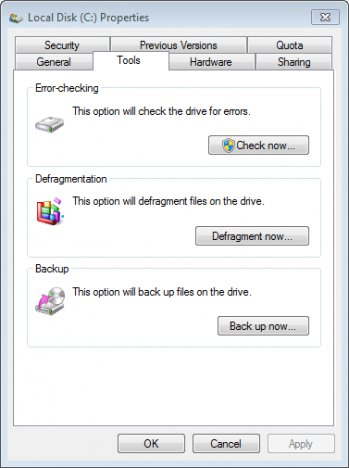 Local Disk (C:) Properties
Security Previous Versions Quota
General Tools Hardware Sharing
Error-checking
This option will check the drive for errors.
Check now...
Defragmentation
This option will defragment files on the drive.
Defragment now...
Backup
This option will back up files on the drive.
Back up now...
OK Cancel Apply